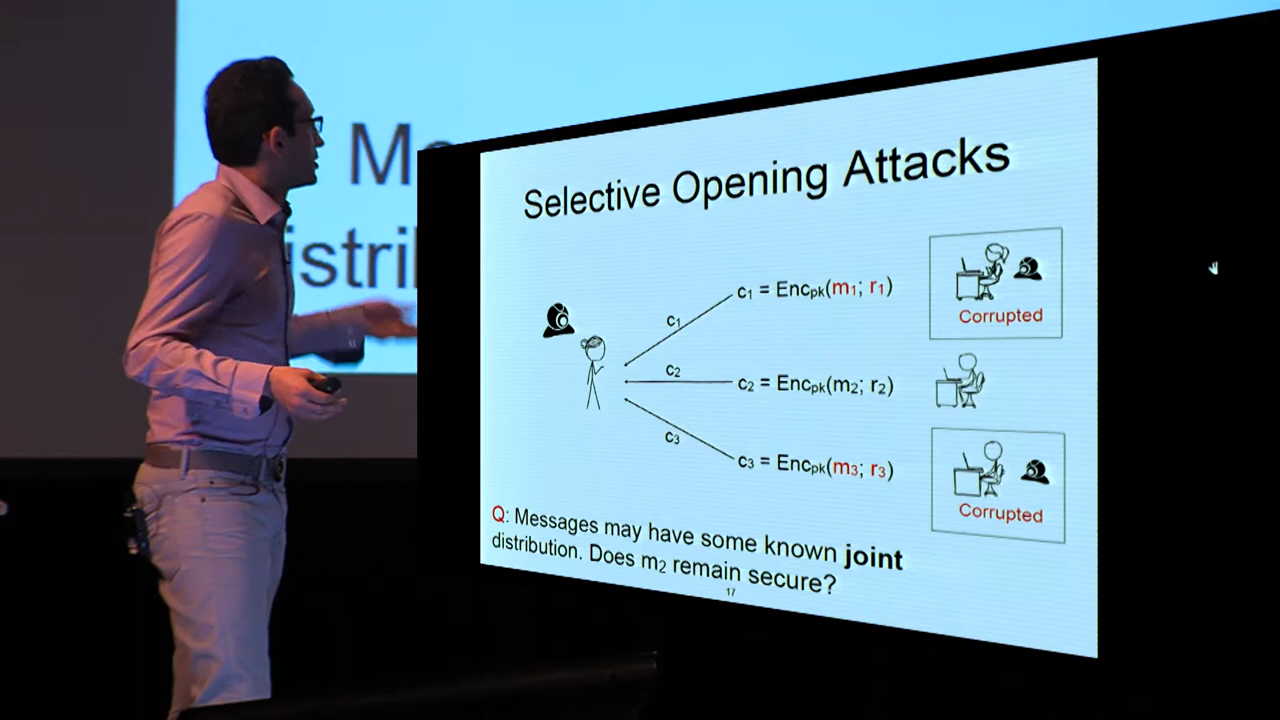 Selective Opening Attacks
c₁
c₁ = Encpk(m₁; r₁)
Corrupted
c₂
c₂ = Encpk(m₂; r₂)
c₃
c₃ = Encpk(m₃; r₃)
Corrupted
Q: Messages may have some known joint
distribution. Does m₂ remain secure?
17